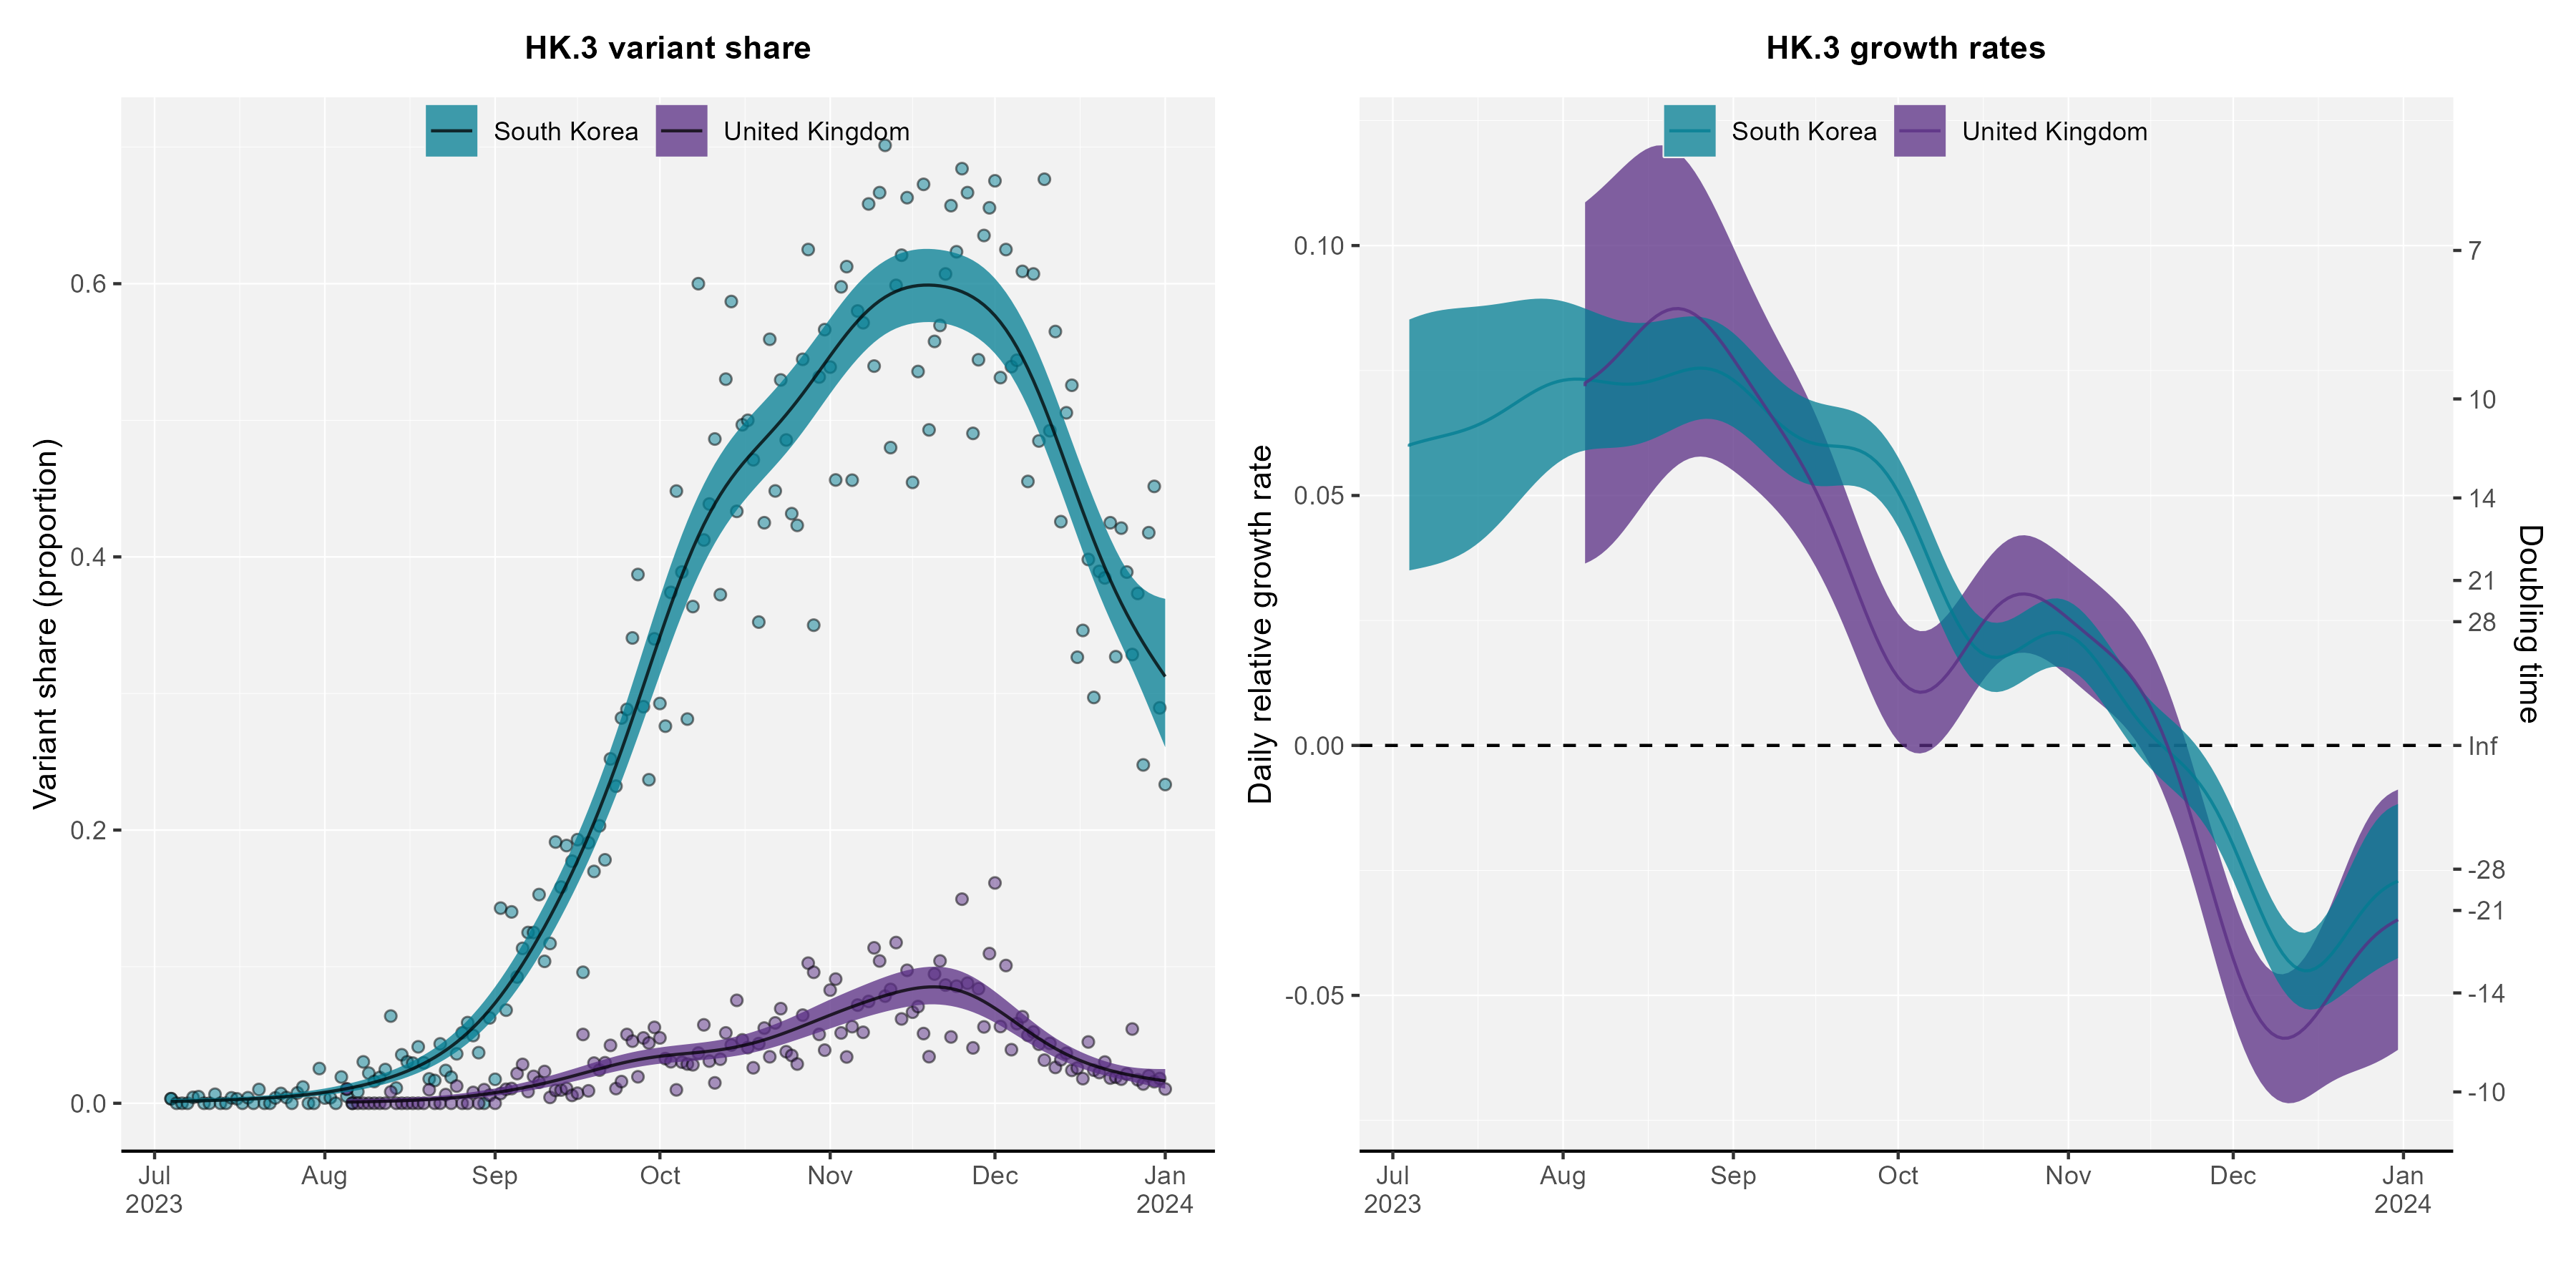 HK.3 variant share
South Korea
United Kingdom
Variant share (proportion)
0.6
0.4
0.2
0.0
Jul
2023
Aug
Sep
Oct
Nov
Dec
Jan
2024
HK.3 growth rates
South Korea
United Kingdom
Daily relative growth rate
0.10
0.05
0.00
-0.05
7
10
14
21
28
Inf
-28
-21
-14
-10
Doubling time
Jul
2023
Aug
Sep
Oct
Nov
Dec
Jan
2024